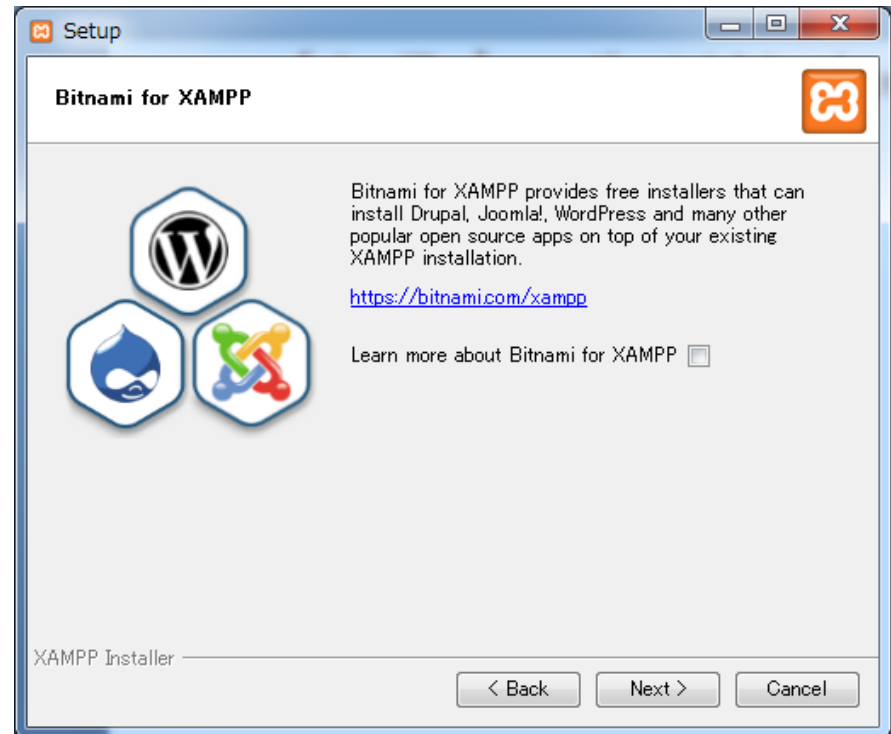 Setup
Bitnami for XAMPP
Bitnami for XAMPP provides free installers that can
install Drupal, Joomla!, WordPress and many other
popular open source apps on top of your existing
XAMPP installation.
https://bitnami.com/xampp
Learn more about Bitnami for XAMPP
XAMPP Installer
< Back
Next >
Cancel